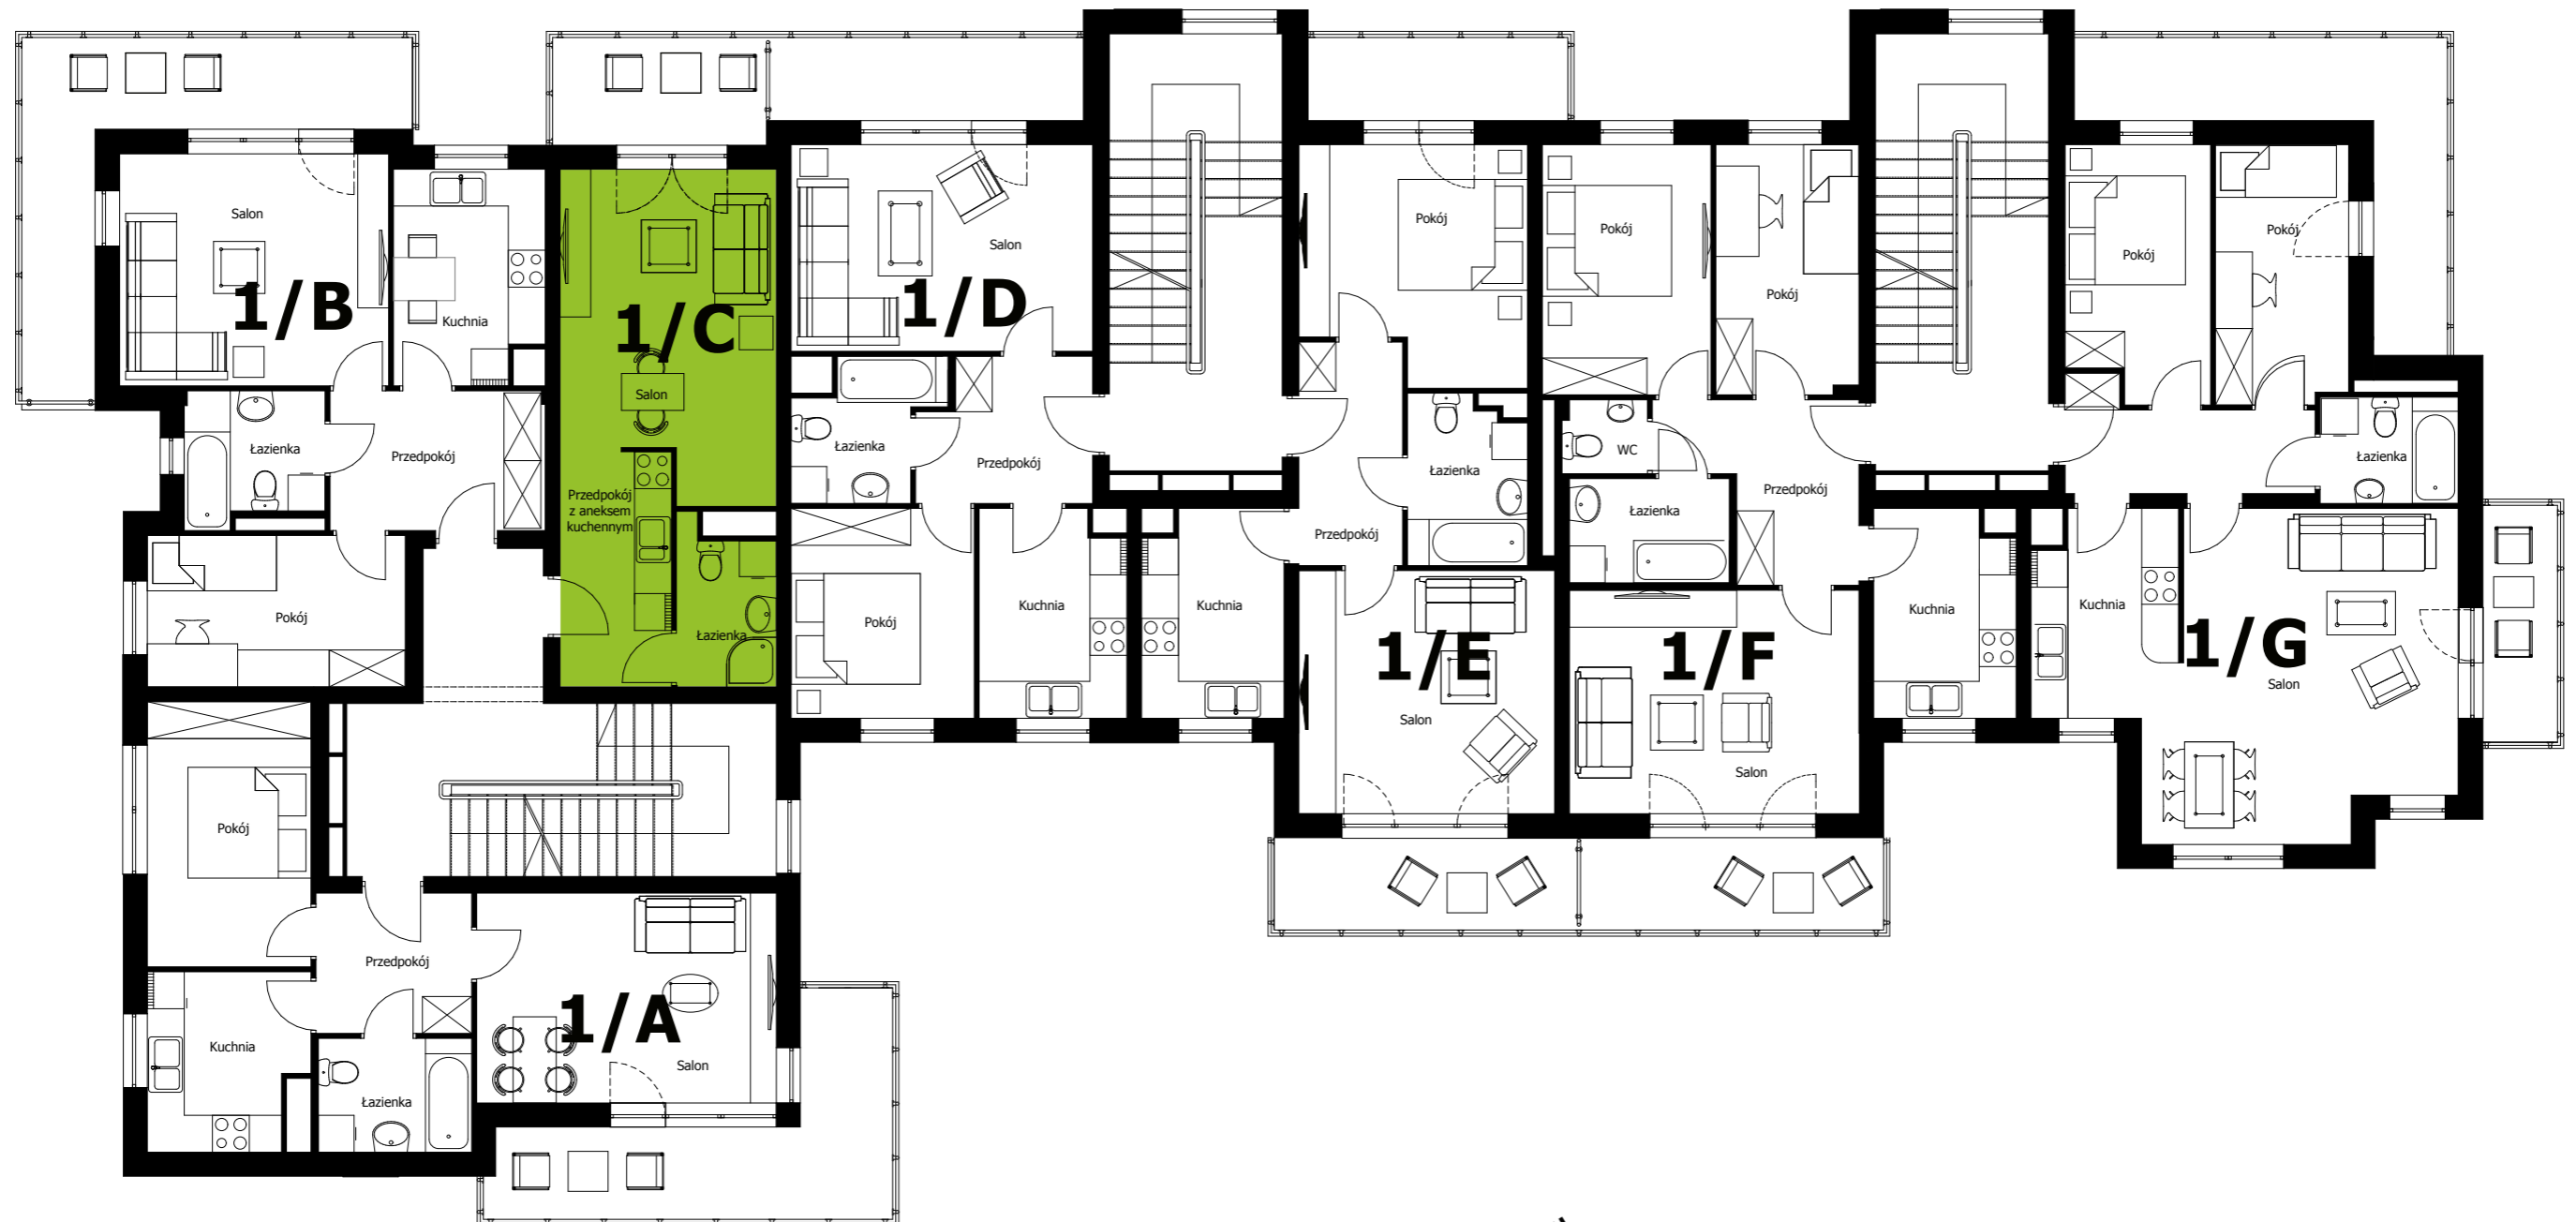 Salon
1/B
Kuchnia
Łazienka
Przedpokój
Pokój
1/C
Salon
Przedpokój
z aneksem
kuchennym
Łazienka
Salon
1/D
Łazienka
Przedpokój
Pokój
Kuchnia
Pokój
Łazienka
Przedpokój
Kuchnia
1/E
Salon
Pokój
Pokój
WC
Łazienka
Przedpokój
Kuchnia
1/F
Salon
Pokój
Pokój
Łazienka
Kuchnia
1/G
Salon
Pokój
Przedpokój
Kuchnia
Łazienka
1/A
Salon